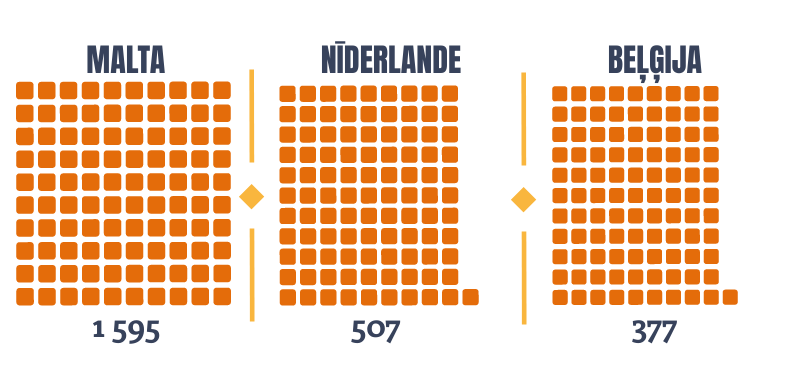 MALTA
1 595
NĪDERLANDE
507
BEĻĢIJA
377